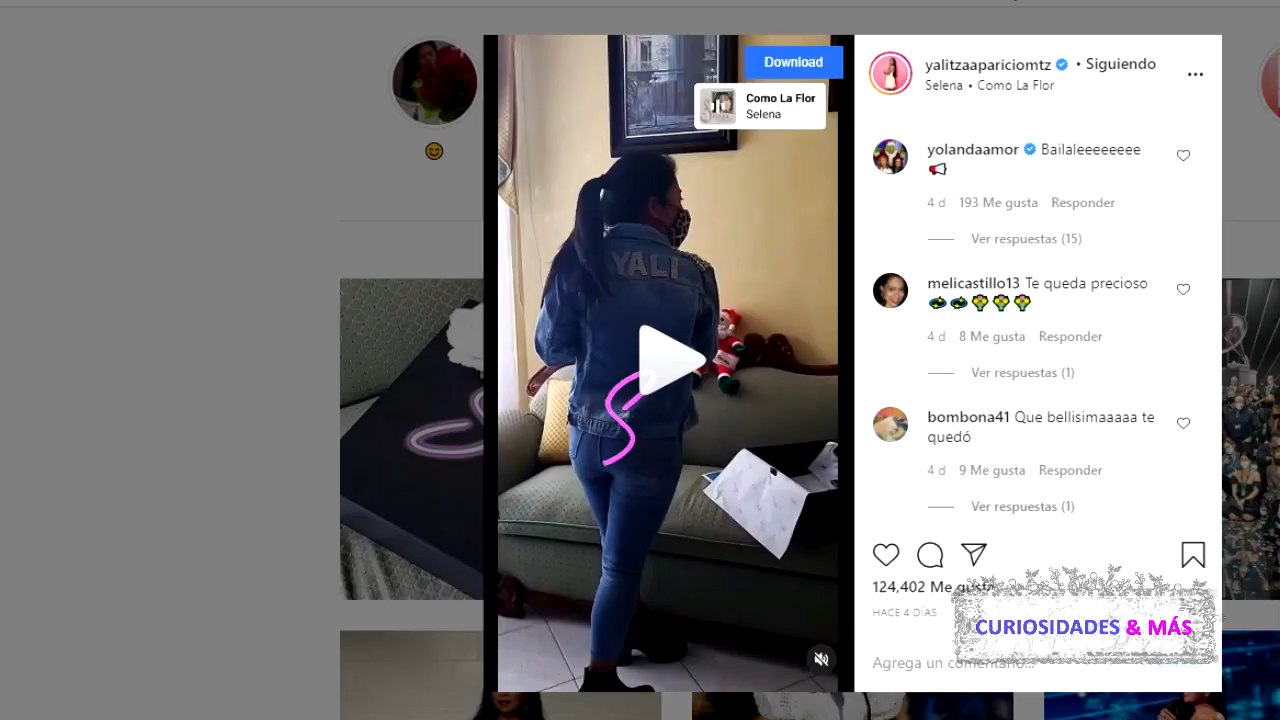 Download
Como La Flor
Selena
YALI
yalitzaapariciomtz • Siguiendo
Selena • Como La Flor
yolandaamor Bailaleeeeeeee
4 d 193 Me gusta Responder
Ver respuestas (15)
melicastillo13 Te queda precioso
4 d 8 Me gusta Responder
Ver respuestas (1)
bombona41 Que bellisimaaaaa te
quedó
4 d 9 Me gusta Responder
Ver respuestas (1)
124,402 Me gusta
HACE 4 DÍAS
CURIOSIDADES & MÁS
Agrega un comentario...